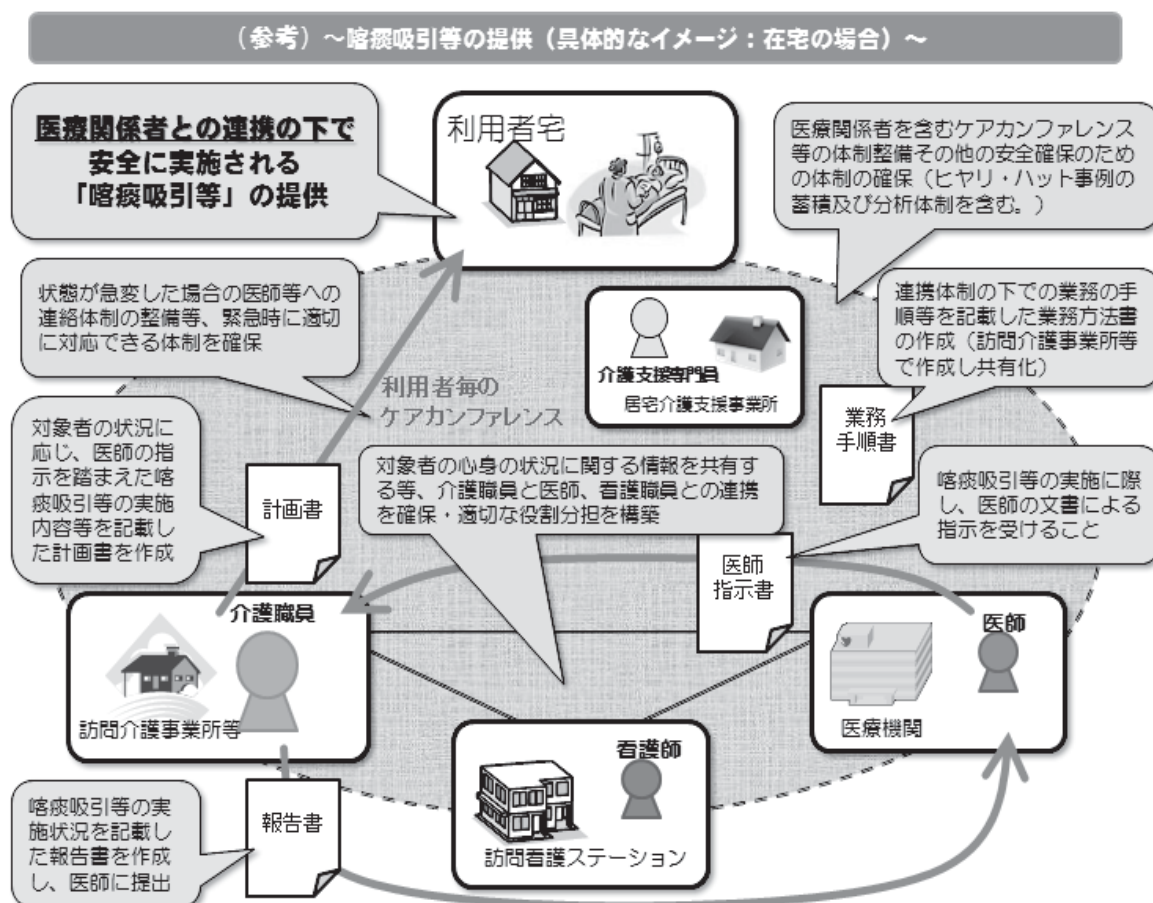 (参考)~喀痰吸引等の提供(具体的なイメージ:在宅の場合)~
医療関係者との連携の下で
安全に実施される
「喀痰吸引等」の提供
利用者宅
医療関係者を含むケアカンファレンス
等の体制整備その他の安全確保のため
の体制の確保(ヒヤリ・ハット事例の
蓄積及び分析体制を含む。)
状態が急変した場合の医師等への
連絡体制の整備等、緊急時に適切
に対応できる体制を確保
連携体制の下での業務の手
順等を記載した業務方法書
の作成(訪問介護事業所等
で作成し共有化)
介護支援専門員
居宅介護支援事業所
利用者毎の
ケアカンファレンス
業務
手順書
対象者の状況に
応じ、医師の指
示を踏まえた喀
痰吸引等の実施
内容等を記載し
た計画書を作成
計画書
対象者の心身の状況に関する情報を共有す
る等、介護職員と医師、看護職員との連携
を確保・適切な役割分担を構築
喀痰吸引等の実施に際
し、医師の文書による
指示を受けること
医師
指示書
介護職員
訪問介護事業所等
医師
医療機関
看護師
訪問看護ステーション
喀痰吸引等の実
施状況を記載し
た報告書を作成
し、医師に提出
報告書